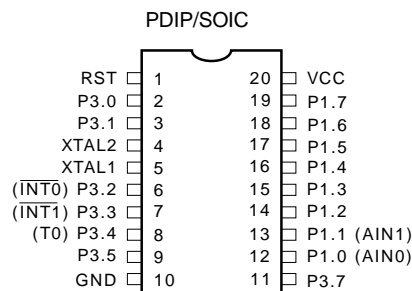 PDIP/SOIC
RST 1 20 VCC
P3.0 2 19 P1.7
P3.1 3 18 P1.6
XTAL2 4 17 P1.5
XTAL1 5 16 P1.4
(INT0) P3.2 6 15 P1.3
(INT1) P3.3 7 14 P1.2
(T0) P3.4 8 13 P1.1 (AIN1)
P3.5 9 12 P1.0 (AIN0)
GND 10 11 P3.7